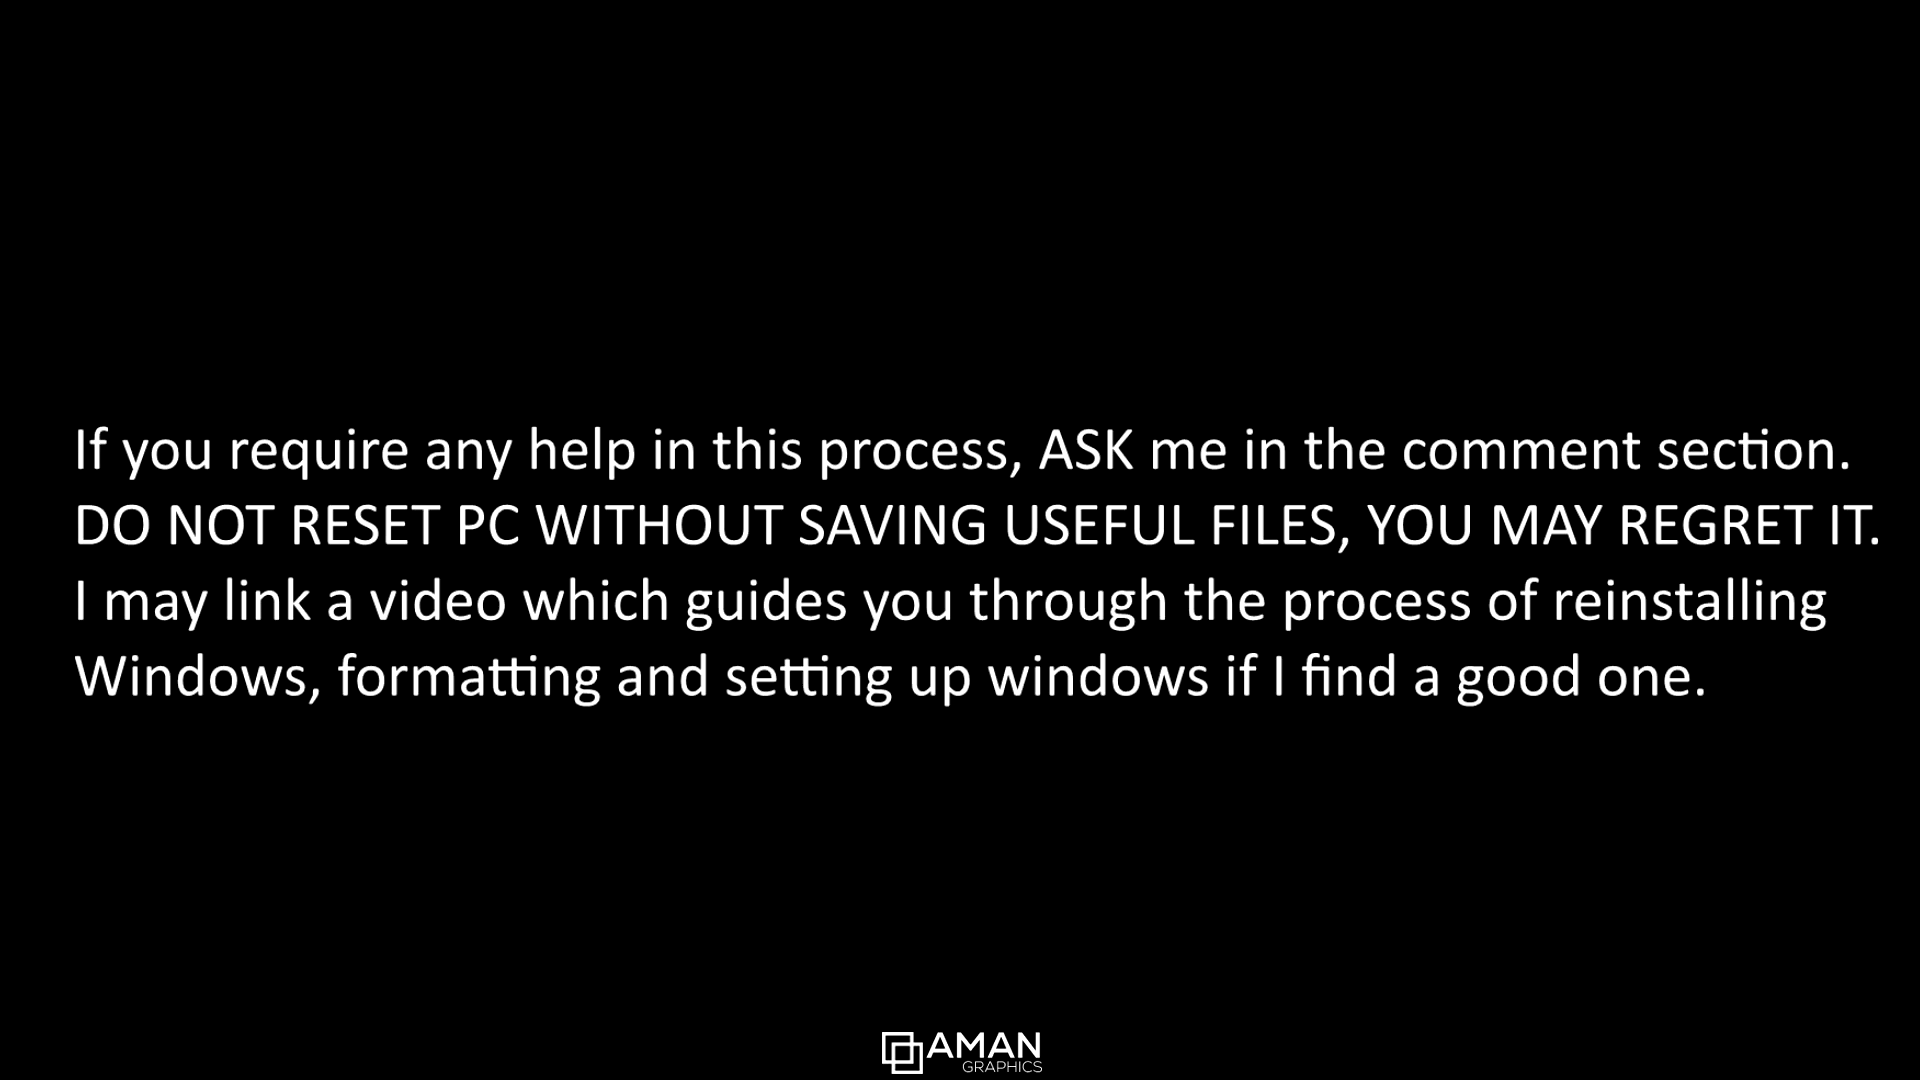 If you require any help in this process, ASK me in the comment section.
DO NOT RESET PC WITHOUT SAVING USEFUL FILES, YOU MAY REGRET IT.
I may link a video which guides you through the process of reinstalling
Windows, formatting and setting up windows if I find a good one.
AMAN
GRAPHICS